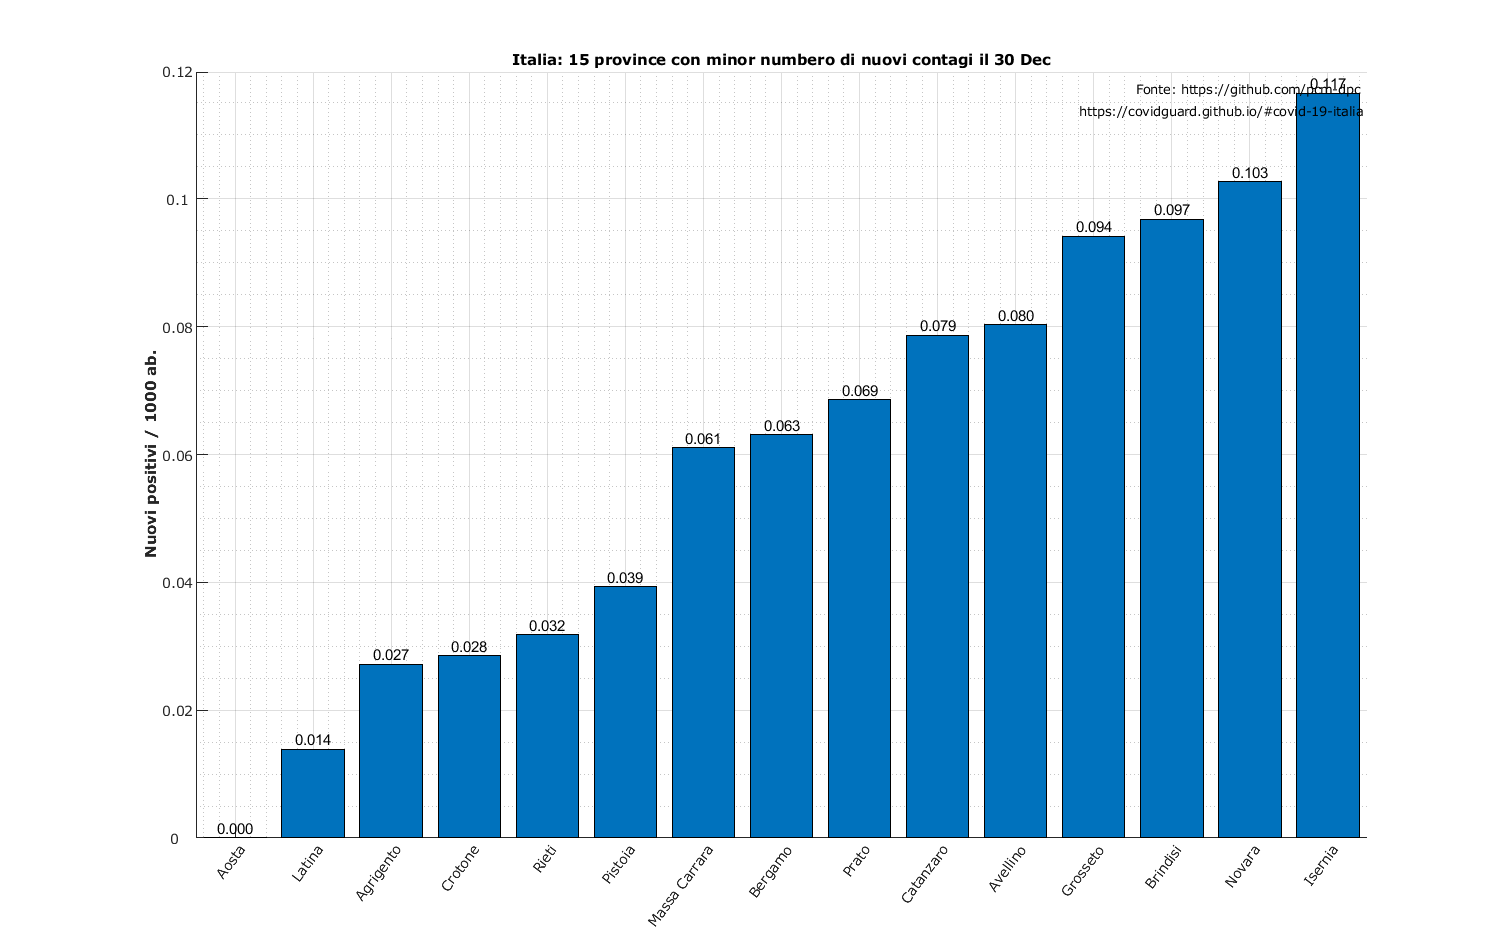 Italia: 15 province con minor numbero di nuovi contagi il 30 Dec
Fonte: https://github.com/pcm-dpc
https://covidguard.github.io/#covid-19-italia
Nuovi positivi / 1000 ab.
0.12
0.1
0.08
0.06
0.04
0.02
0
0.000
0.014
0.027
0.028
0.032
0.039
0.061
0.063
0.069
0.079
0.080
0.094
0.097
0.103
0.117
Aosta
Latina
Agrigento
Crotone
Rieti
Pistoia
Massa Carrara
Bergamo
Prato
Catanzaro
Avellino
Grosseto
Brindisi
Novara
Isernia